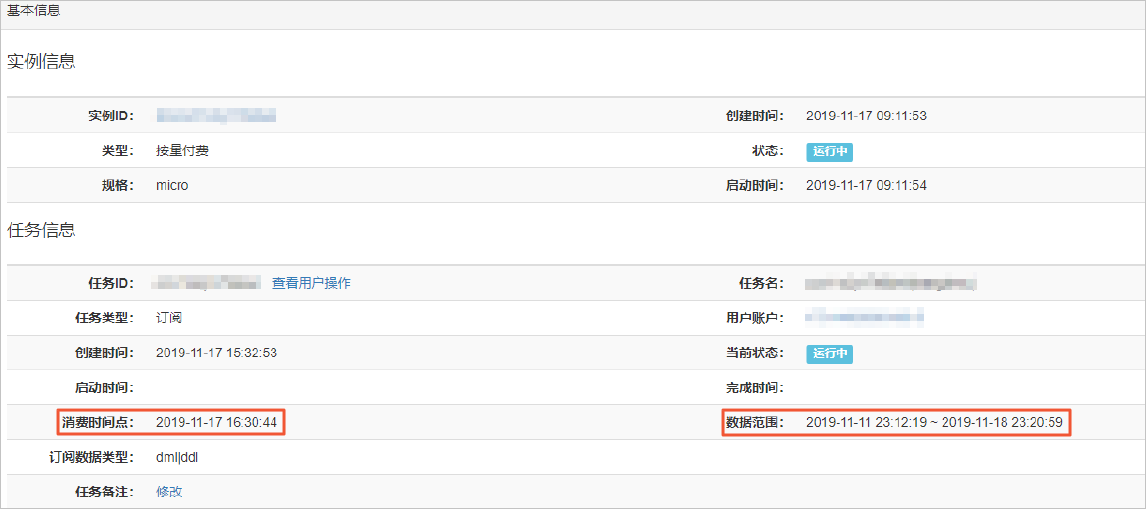 基本信息
实例信息
实例ID： 创建时间： 2019-11-17 09:11:53
类型： 按量付费 状态： 运行中
规格： micro 启动时间： 2019-11-17 09:11:54
任务信息
任务ID： 查看用户操作 任务名：
任务类型： 订阅 用户账户：
创建时间： 2019-11-17 15:32:53 当前状态： 运行中
启动时间： 完成时间：
消费时间点： 2019-11-17 16:30:44 数据范围： 2019-11-11 23:12:19 ~ 2019-11-18 23:20:59
订阅数据类型： dml|ddl
任务备注： 修改